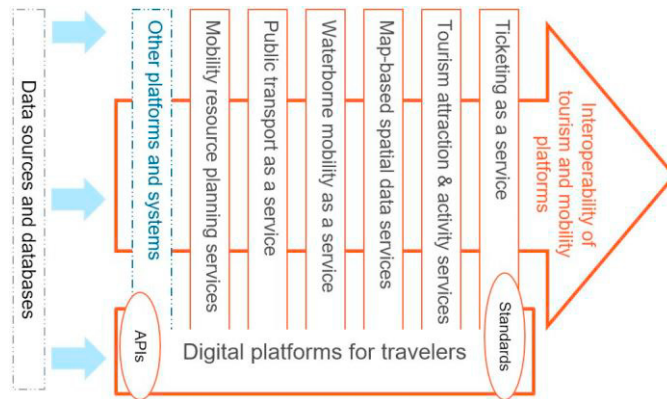 Data sources and databases
Other platforms and systems
Mobility resource planning services
Public transport as a service
Waterborne mobility as a service
Map-based spatial data services
Tourism attraction & activity services
Ticketing as a service
Interoperability of
tourism and mobility
platforms
APIs
Digital platforms for travelers
Standards